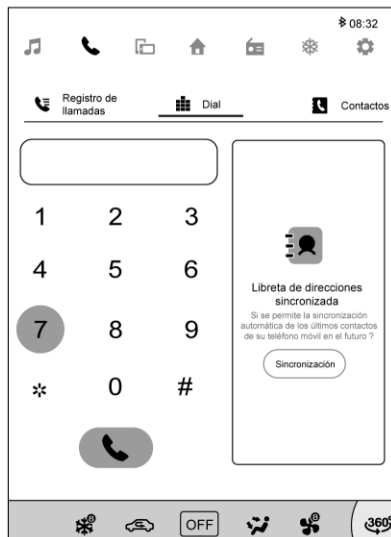 08:32
Registro de
llamadas
Dial
Contactos
1 2 3
4 5 6
7 8 9
* 0 #
Libreta de direcciones
sincronizada
Si se permite la sincronización
automática de los últimos contactos
de su teléfono móvil en el futuro ?
Sincronización
OFF
360°